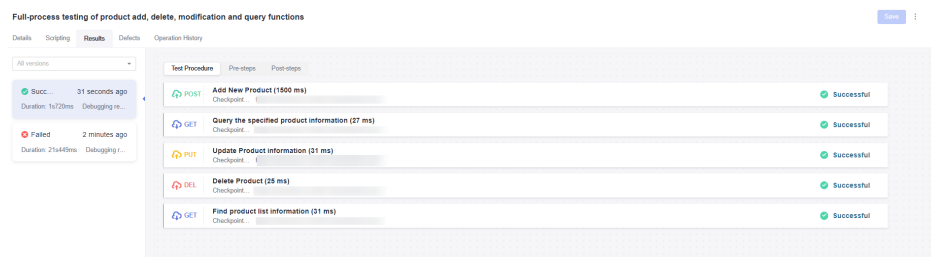 Full-process testing of product add, delete, modification and query functions
Save
Details Scripting Results Defects Operation History
All versions
Succ... 31 seconds ago
Duration: 1s720ms Debugging re...
Failed 2 minutes ago
Duration: 21s449ms Debugging r...
Test Procedure Pre-steps Post-steps
POST Add New Product (1500 ms)
Checkpoint...
Successful
GET Query the specified product information (27 ms)
Checkpoint...
Successful
PUT Update Product information (31 ms)
Checkpoint...
Successful
DEL Delete Product (25 ms)
Checkpoint...
Successful
GET Find product list information (31 ms)
Checkpoint...
Successful